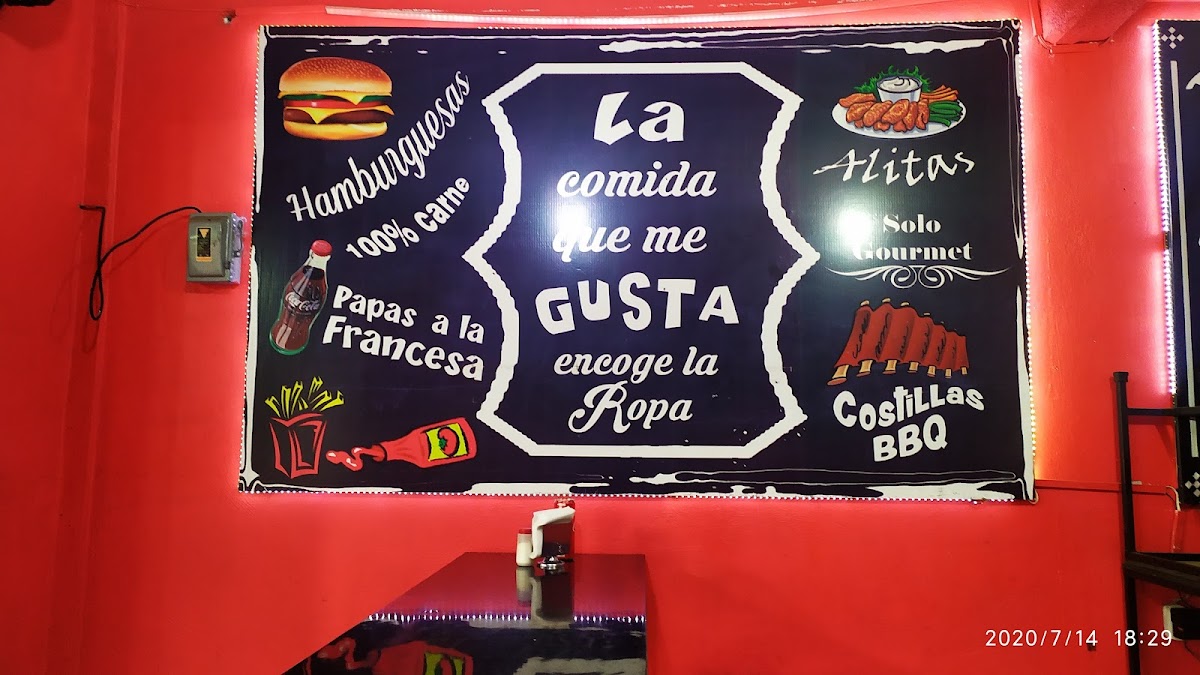 Hamburguesas
100% carne
Coca-Cola
Papas a la
Francesa
La
comida
que me
GUSTA
encoge la
Ropa
Alitas
Solo
Gourmet
Costillas
BBQ
2020/7/14 18:29